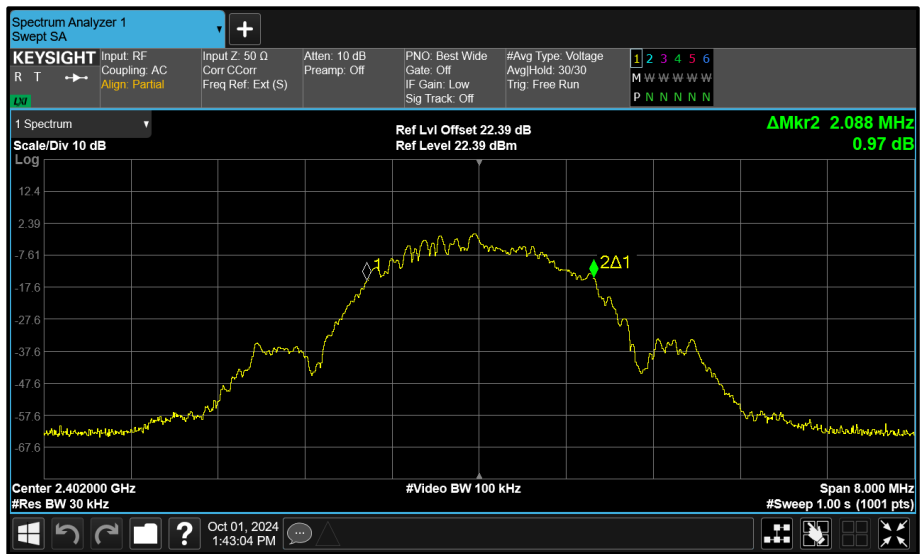 Spectrum Analyzer 1
Swept SA
+
KEYSIGHT
R T
LXI
Input: RF
Coupling: AC
Align: Partial
Input Z: 50 Ω
Corr CCorr
Freq Ref: Ext (S)
Atten: 10 dB
Preamp: Off
PNO: Best Wide
Gate: Off
IF Gain: Low
Sig Track: Off
#Avg Type: Voltage
Avg|Hold: 30/30
Trig: Free Run
1 2 3 4 5 6
M W W W W W
P N N N N N
1 Spectrum
Scale/Div 10 dB
Ref Lvl Offset 22.39 dB
Ref Level 22.39 dBm
ΔMkr2 2.088 MHz
0.97 dB
Log
12.4
2.39
-7.61
-17.6
-27.6
-37.6
-47.6
-57.6
-67.6
1
2Δ1
Center 2.402000 GHz
#Res BW 30 kHz
#Video BW 100 kHz
Span 8.000 MHz
#Sweep 1.00 s (1001 pts)
?
Oct 01, 2024
1:43:04 PM